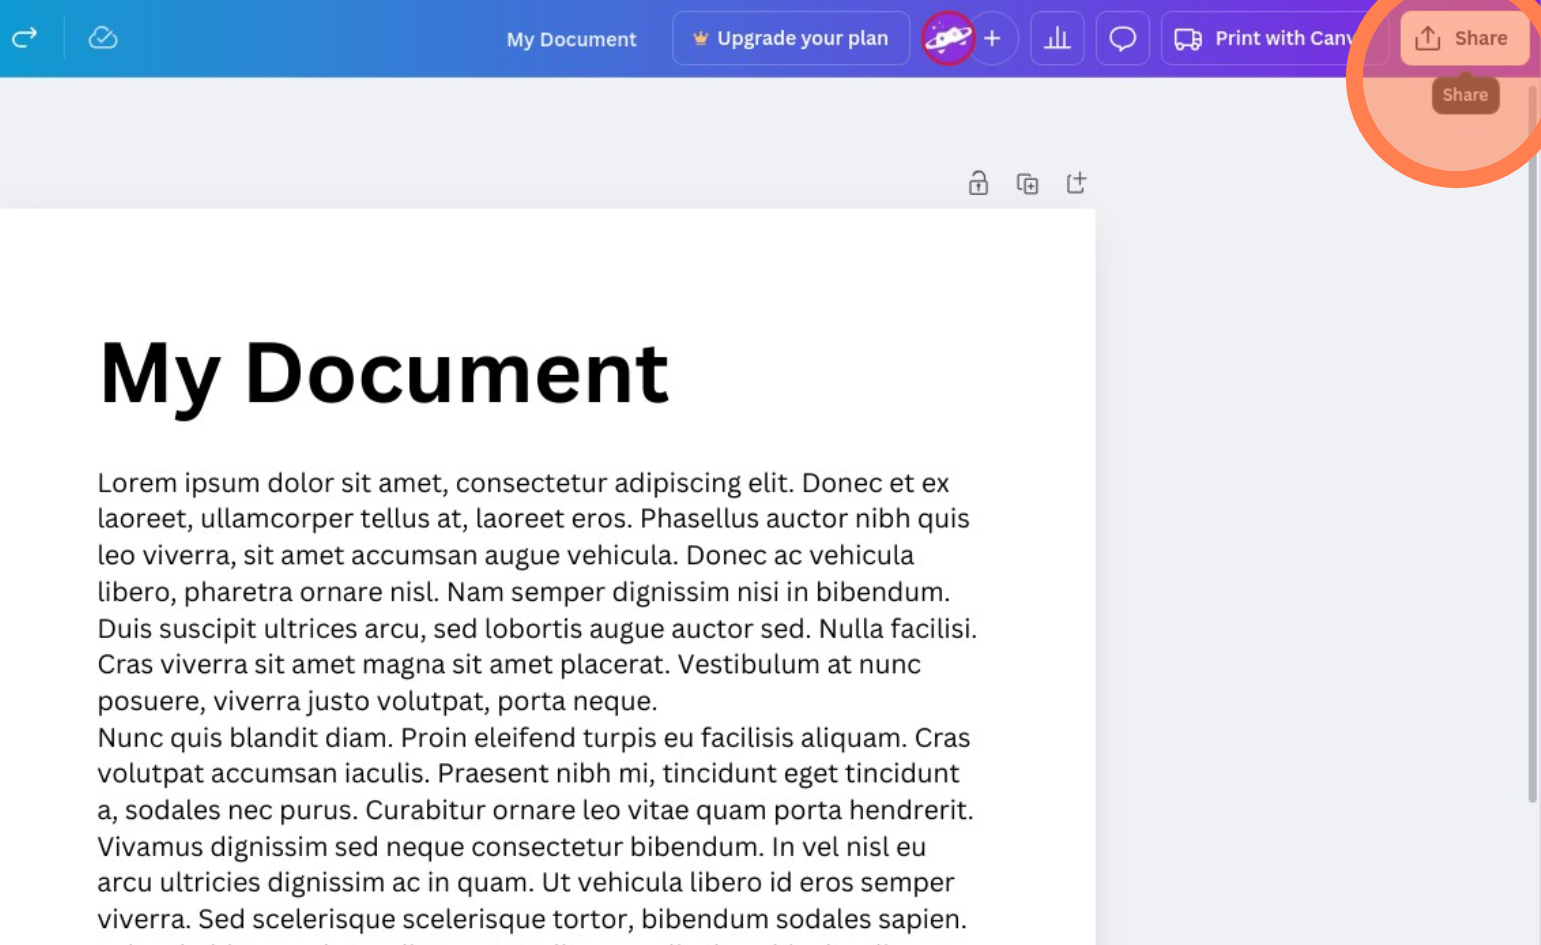 My Document
Upgrade your plan
Print with Canv
Share
Share
My Document
Lorem ipsum dolor sit amet, consectetur adipiscing elit. Donec et ex
laoreet, ullamcorper tellus at, laoreet eros. Phasellus auctor nibh quis
leo viverra, sit amet accumsan augue vehicula. Donec ac vehicula
libero, pharetra ornare nisl. Nam semper dignissim nisi in bibendum.
Duis suscipit ultrices arcu, sed lobortis augue auctor sed. Nulla facilisi.
Cras viverra sit amet magna sit amet placerat. Vestibulum at nunc
posuere, viverra justo volutpat, porta neque.
Nunc quis blandit diam. Proin eleifend turpis eu facilisis aliquam. Cras
volutpat accumsan iaculis. Praesent nibh mi, tincidunt eget tincidunt
a, sodales nec purus. Curabitur ornare leo vitae quam porta hendrerit.
Vivamus dignissim sed neque consectetur bibendum. In vel nisl eu
arcu ultricies dignissim ac in quam. Ut vehicula libero id eros semper
viverra. Sed scelerisque scelerisque tortor, bibendum sodales sapien.